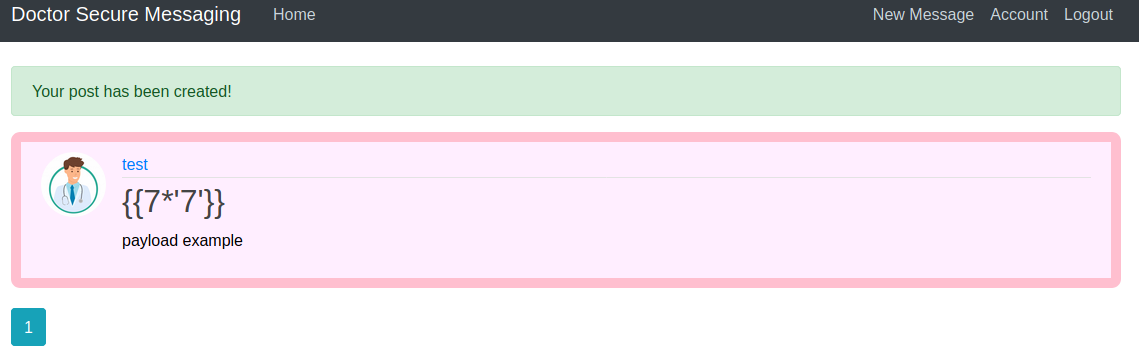 Doctor Secure Messaging Home New Message Account Logout
Your post has been created!
test
{{7*'7'}}
payload example
1